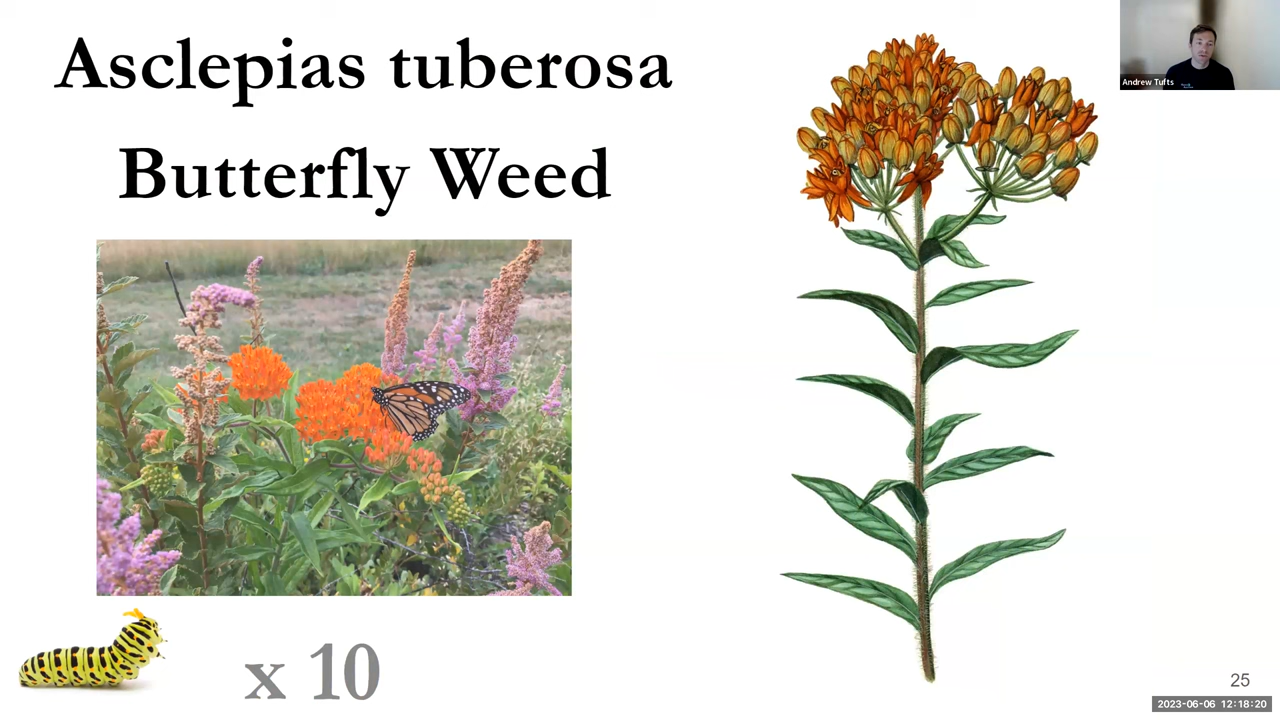 Asclepias tuberosa
Butterfly Weed
Andrew Tufts
x 10
25
2023-06-06 12:18:20